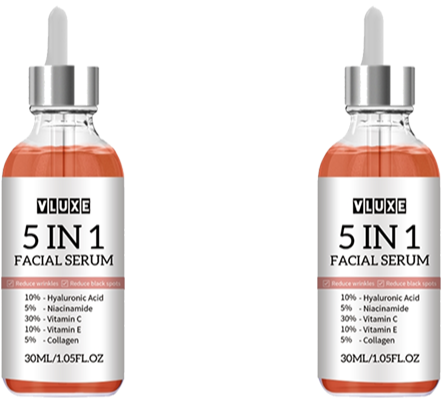 VLUXE
5 IN 1
FACIAL SERUM
Reduce wrinkles Reduce black spots
10% - Hyaluronic Acid
5% - Niacinamide
30% - Vitamin C
10% - Vitamin E
5% - Collagen
30ML/1.05FL.OZ
VLUXE
5 IN 1
FACIAL SERUM
Reduce wrinkles Reduce black spots
10% - Hyaluronic Acid
5% - Niacinamide
30% - Vitamin C
10% - Vitamin E
5% - Collagen
30ML/1.05FL.OZ